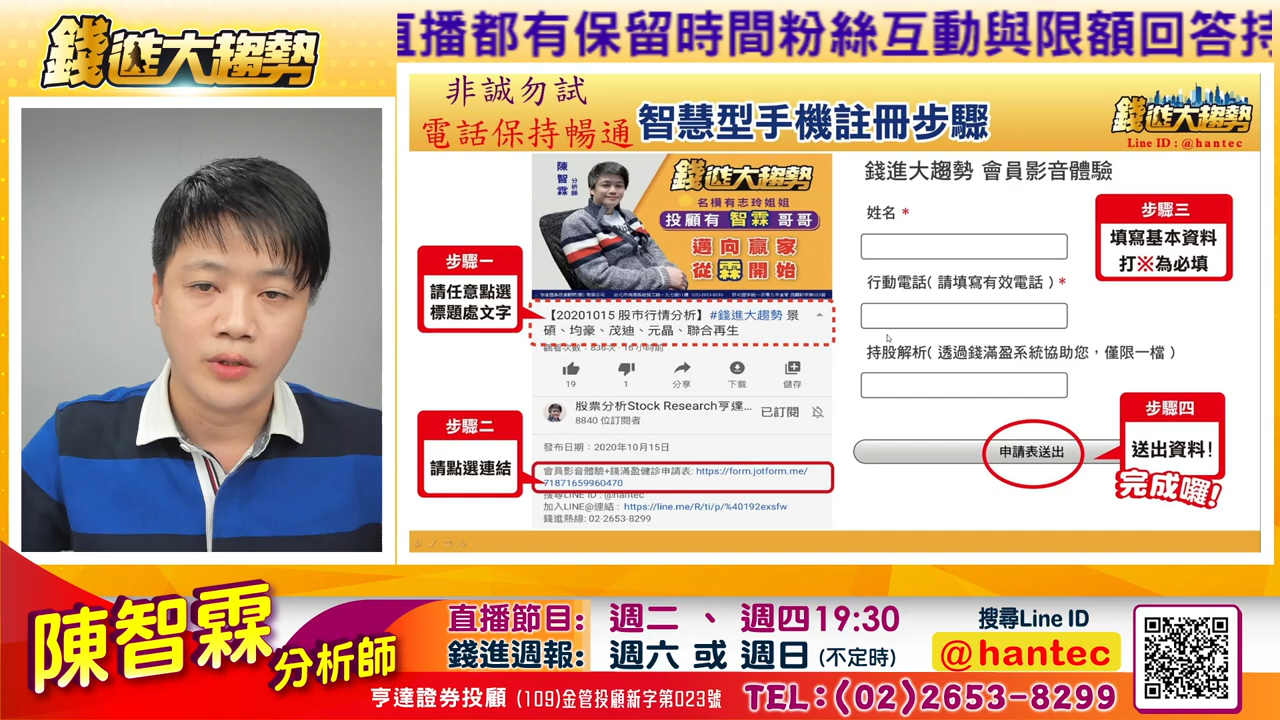 錢進大趨勢
直播都有保留時間粉絲互動與限額回答持
非誠勿試
電話保持暢通
智慧型手機註冊步驟
錢進大趨勢
Line ID : @hantec
陳智霖
分析師
錢進大趨勢
名模有志玲姐姐
投顧有 智霖 哥哥
邁向贏家
從霖開始
步驟一
請任意點選
標題處文字
【20201015 股市行情分析】#錢進大趨勢 景
碩、均豪、茂迪、元晶、聯合再生
觀看次數：836次 · 16 小時前
19
1
分享
下載
儲存
股票分析Stock Research亨達...
8840 位訂閱者
已訂閱
步驟二
請點選連結
發布日期：2020年10月15日
會員影音體驗+錢滿盈健診申請表: https://form.jotform.me/
71871659960470
搜尋LINE ID : @hantec
加入LINE@連結： https://line.me/R/ti/p/%40192exsfw
錢進熱線: 02-2653-8299
錢進大趨勢 會員影音體驗
姓名 *
行動電話( 請填寫有效電話 ) *
持股解析( 透過錢滿盈系統協助您，僅限一檔 )
申請表送出
步驟三
填寫基本資料
打※為必填
步驟四
送出資料!
完成囉!
陳智霖
分析師
直播節目: 週二 、 週四19:30
錢進週報: 週六 或 週日 (不定時)
搜尋Line ID
@hantec
亨達證券投顧 (109)金管投顧新字第023號
TEL:(02)2653-8299